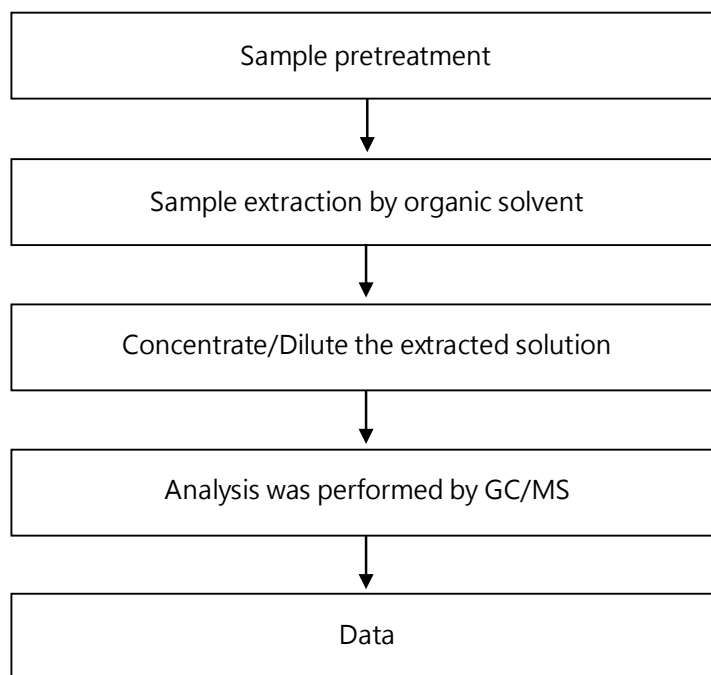 Sample pretreatment
Sample extraction by organic solvent
Concentrate/Dilute the extracted solution
Analysis was performed by GC/MS
Data